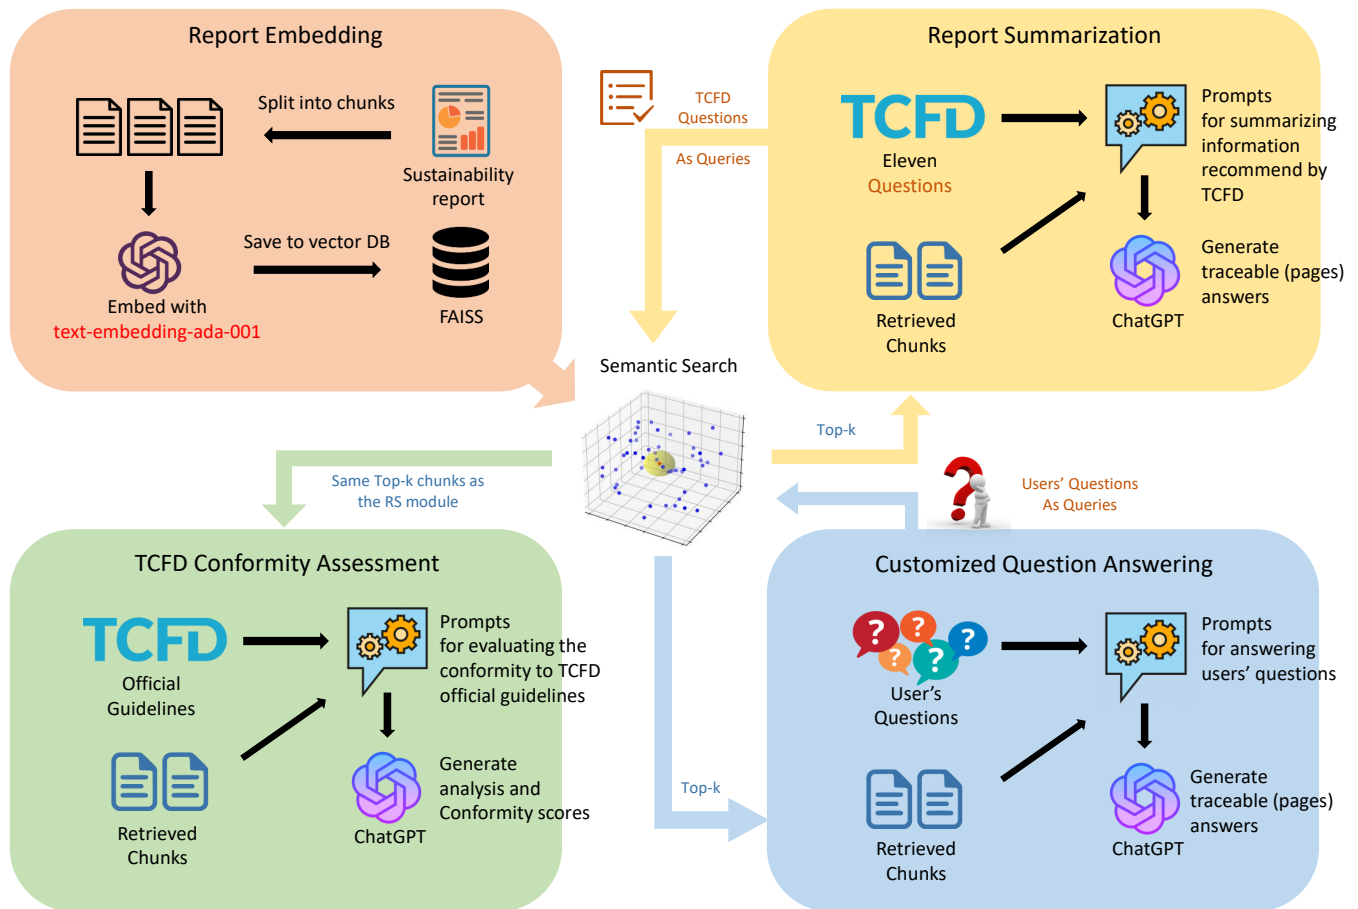 Report Embedding
Split into chunks
Sustainability
report
Save to vector DB
Embed with
text-embedding-ada-001
FAISS
TCFD
Questions
As Queries
Report Summarization
TCFD
Eleven
Questions
Prompts
for summarizing
information
recommend by
TCFD
Retrieved
Chunks
Generate
traceable (pages)
answers
ChatGPT
Semantic Search
Top-k
Same Top-k chunks as
the RS module
Users' Questions
As Queries
Top-k
TCFD Conformity Assessment
TCFD
Official
Guidelines
Prompts
for evaluating the
conformity to TCFD
official guidelines
Retrieved
Chunks
Generate
analysis and
Conformity scores
ChatGPT
Customized Question Answering
? ? ? ? ?
User's
Questions
Prompts
for answering
users' questions
Retrieved
Chunks
Generate
traceable (pages)
answers
ChatGPT